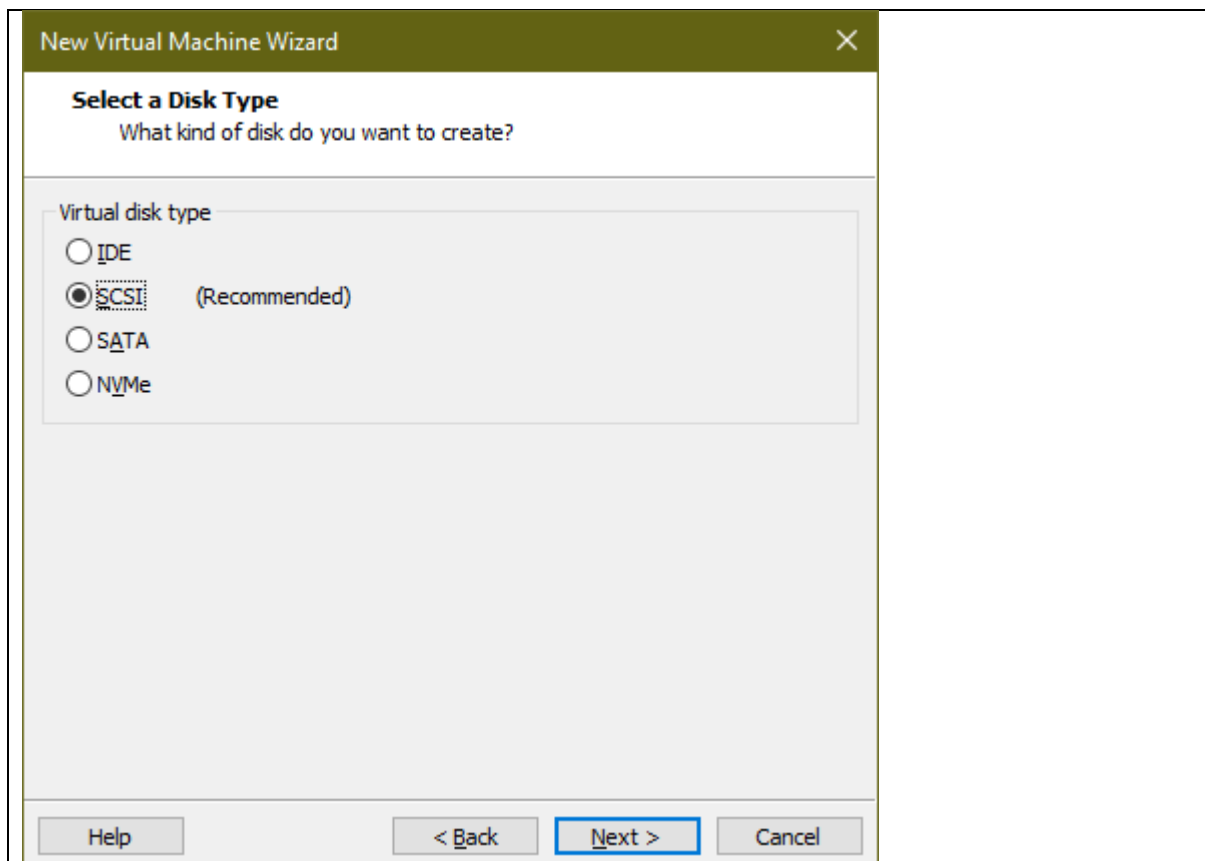 New Virtual Machine Wizard
Select a Disk Type
What kind of disk do you want to create?
Virtual disk type
IDE
SCSI (Recommended)
SATA
NVMe
Help < Back Next > Cancel